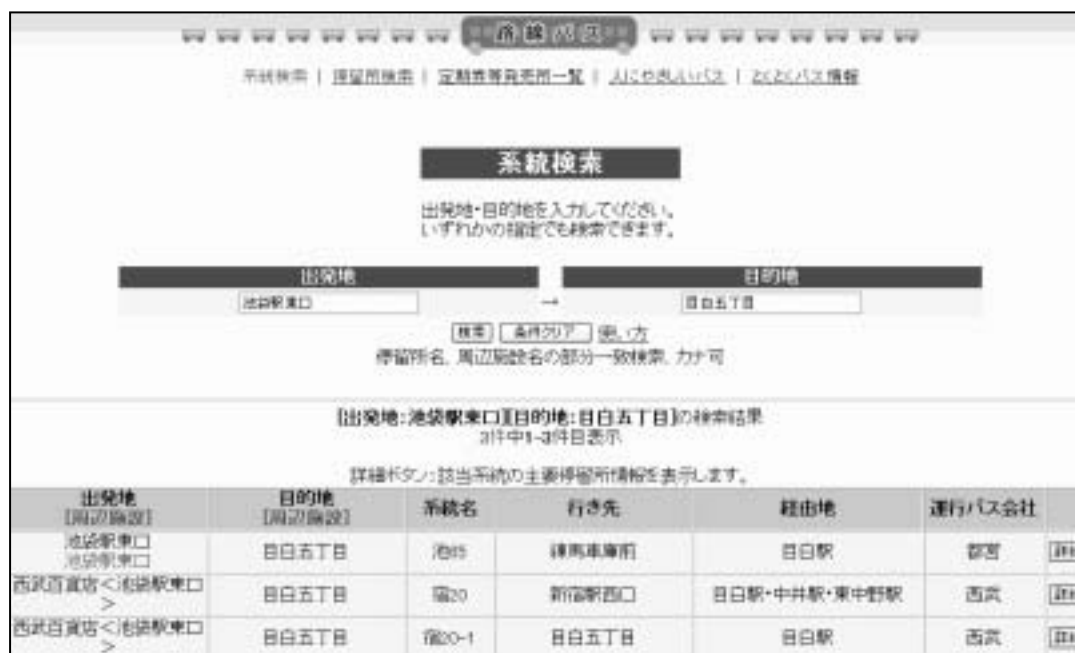 路線バス
系統検索 | 停留所検索 | 定期券等発売所一覧 | 人にやさしいバス | とくとくバス情報
系統検索
出発地・目的地を入力してください。
いずれかの指定でも検索できます。
出発地 目的地
池袋駅東口 → 目白五丁目
検索 条件クリア 使い方
停留所名、周辺施設名の部分一致検索、カナ可
[出発地:池袋駅東口][目的地:目白五丁目]の検索結果
3件中1-3件目表示
詳細ボタン:該当系統の主要停留所情報を表示します。
出発地 目的地 系統名 行き先 経由地 運行バス会社
[周辺施設] [周辺施設]
池袋駅東口
池袋駅東口 目白五丁目 池65 練馬車庫前 目白駅 都営
西武百貨店<池袋駅東口
> 目白五丁目 宿20 新宿駅西口 目白駅・中井駅・東中野駅 西武
西武百貨店<池袋駅東口
> 目白五丁目 宿20-1 目白五丁目 目白駅 西武